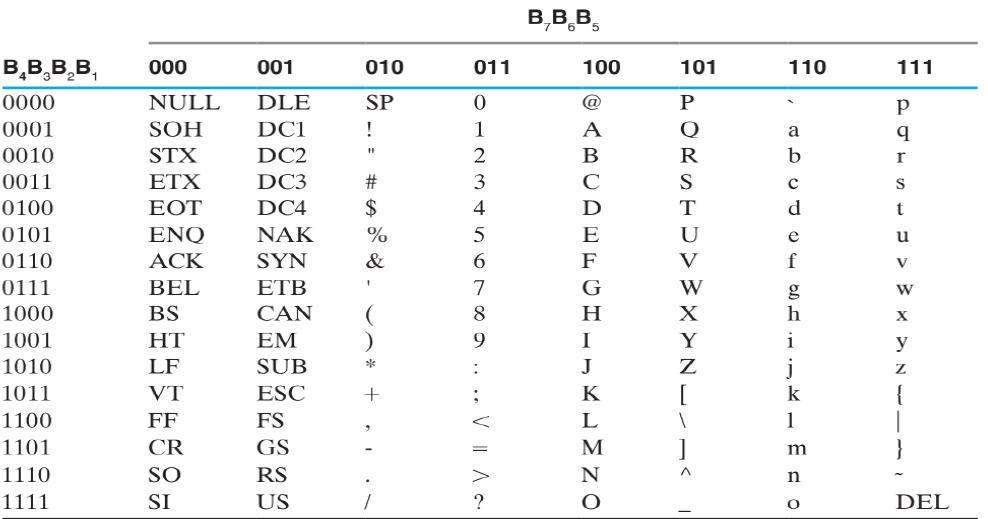 B₇B₆B₅
B₄B₃B₂B₁ 000 001 010 011 100 101 110 111
0000 NULL DLE SP 0 @ P ` p
0001 SOH DC1 ! 1 A Q a q
0010 STX DC2 " 2 B R b r
0011 ETX DC3 # 3 C S c s
0100 EOT DC4 $ 4 D T d t
0101 ENQ NAK % 5 E U e u
0110 ACK SYN & 6 F V f v
0111 BEL ETB ' 7 G W g w
1000 BS CAN ( 8 H X h x
1001 HT EM ) 9 I Y i y
1010 LF SUB * : J Z j z
1011 VT ESC + ; K [ k {
1100 FF FS , < L \ l |
1101 CR GS - = M ] m }
1110 SO RS . > N ^ n ~
1111 SI US / ? O _ o DEL